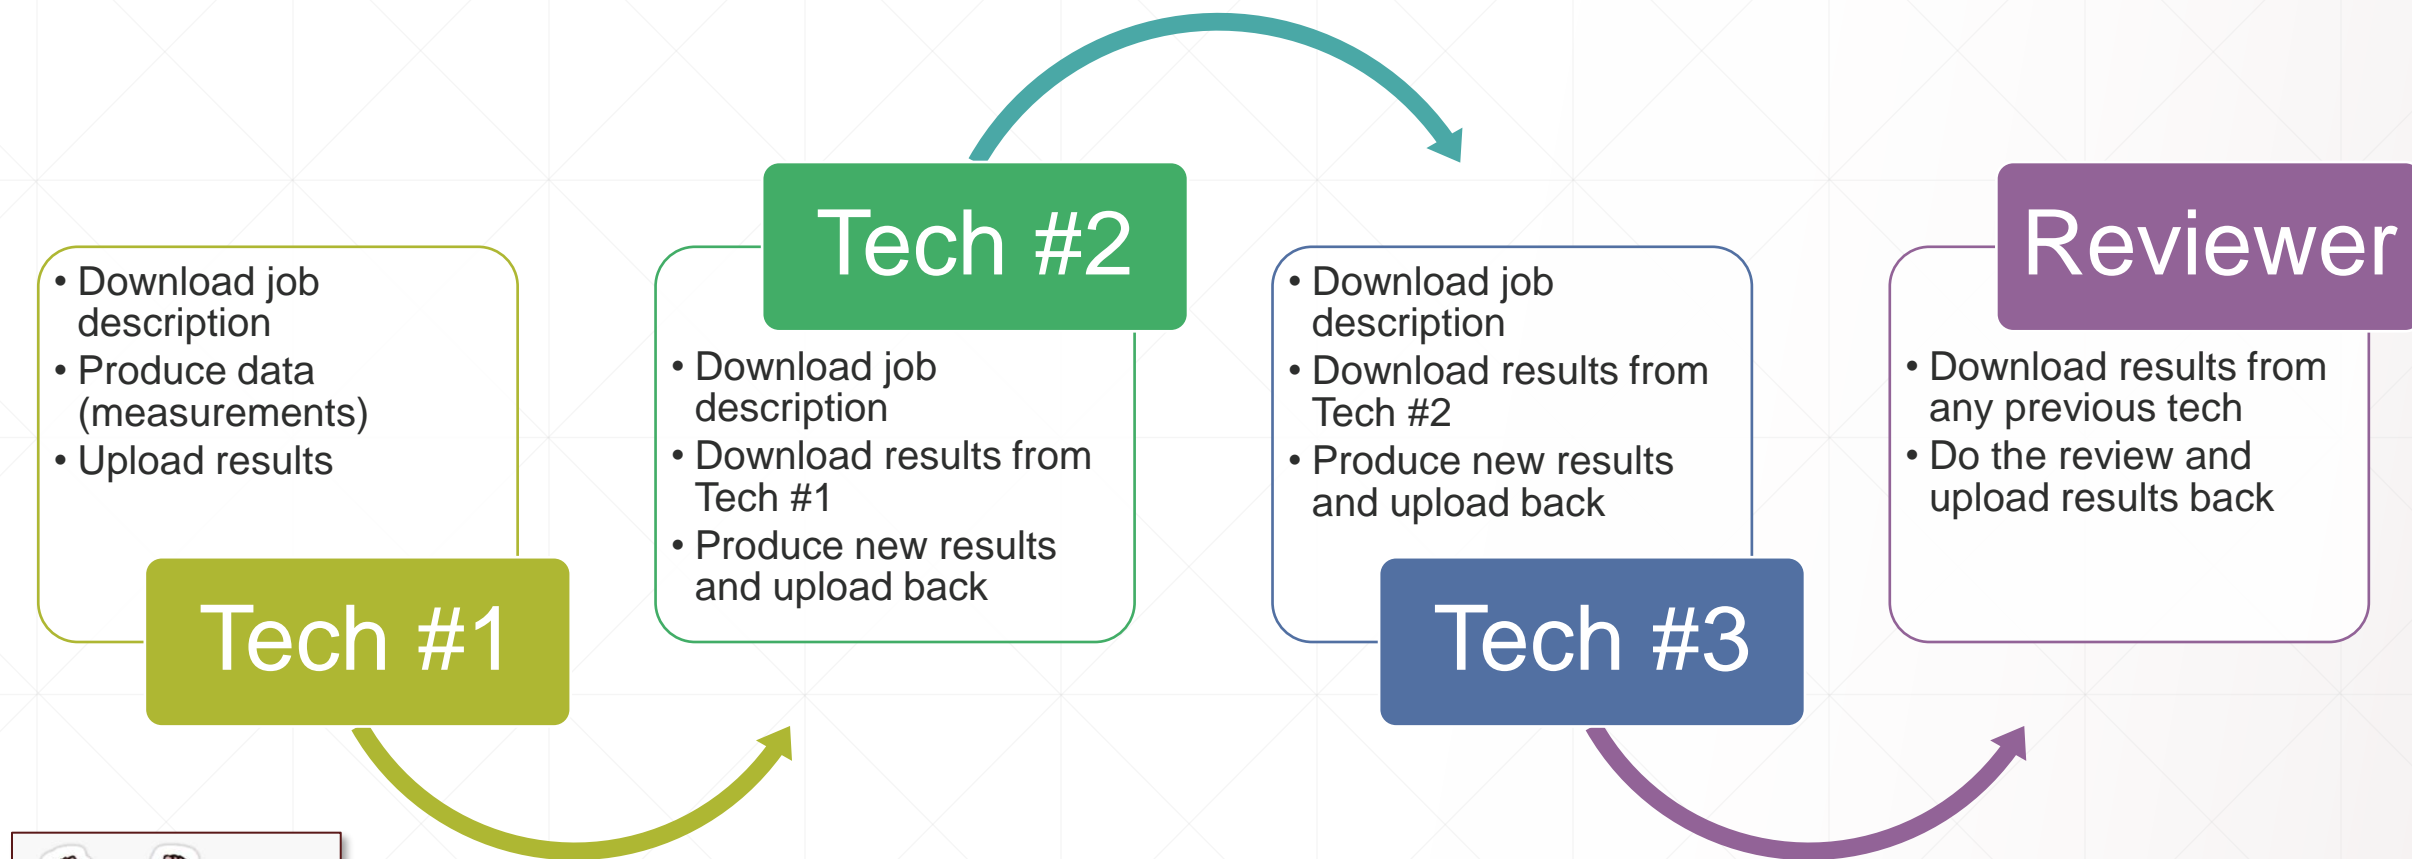 • Download job
description
• Produce data
(measurements)
• Upload results
Tech #1
Tech #2
• Download job
description
• Download results from
Tech #1
• Produce new results
and upload back
• Download job
description
• Download results from
Tech #2
• Produce new results
and upload back
Tech #3
Reviewer
• Download results from
any previous tech
• Do the review and
upload results back